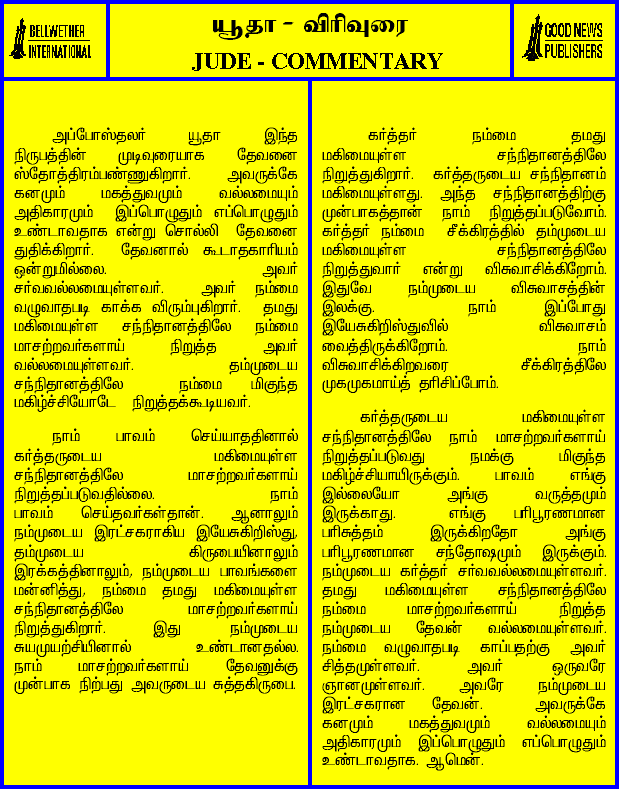 BELLWETHER
INTERNATIONAL
யூதா - விரிவுரை
JUDE - COMMENTARY
GOOD NEWS
PUBLISHERS
அப்போஸ்தலர் யூதா இந்த
நிருபத்தின் முடிவுரையாக தேவனை
ஸ்தோத்திரம்பண்ணுகிறார். அவருக்கே
கனமும் மகத்துவமும் வல்லமையும்
அதிகாரமும் இப்பொழுதும் எப்பொழுதும்
உண்டாவதாக என்று சொல்லி தேவனை
துதிக்கிறார். தேவனால் கூடாதகாரியம்
ஒன்றுமில்லை. அவர்
சர்வவல்லமையுள்ளவர். அவர் நம்மை
வழுவாதபடி காக்க விரும்புகிறார். தமது
மகிமையுள்ள சந்நிதானத்திலே நம்மை
மாசற்றவர்களாய் நிறுத்த அவர்
வல்லமையுள்ளவர். தம்முடைய
சந்நிதானத்திலே நம்மை மிகுந்த
மகிழ்ச்சியோடே நிறுத்தக்கூடியவர்.
நாம் பாவம் செய்யாததினால்
கர்த்தருடைய மகிமையுள்ள
சந்நிதானத்திலே மாசற்றவர்களாய்
நிறுத்தப்படுவதில்லை. நாம்
பாவம் செய்தவர்கள்தான். ஆனாலும்
நம்முடைய இரட்சகராகிய இயேசுகிறிஸ்து,
தம்முடைய கிருபையினாலும்
இரக்கத்தினாலும், நம்முடைய பாவங்களை
மன்னித்து, நம்மை தமது மகிமையுள்ள
சந்நிதானத்திலே மாசற்றவர்களாய்
நிறுத்துகிறார். இது நம்முடைய
சுயமுயற்சியினால் உண்டானதல்ல.
நாம் மாசற்றவர்களாய் தேவனுக்கு
முன்பாக நிற்பது அவருடைய சுத்தகிருபை.
கர்த்தர் நம்மை தமது
மகிமையுள்ள சந்நிதானத்திலே
நிறுத்துகிறார். கர்த்தருடைய சந்நிதானம்
மகிமையுள்ளது. அந்த சந்நிதானத்திற்கு
முன்பாகத்தான் நாம் நிறுத்தப்படுவோம்.
கர்த்தர் நம்மை சீக்கிரத்தில் தம்முடைய
மகிமையுள்ள சந்நிதானத்திலே
நிறுத்துவார் என்று விசுவாசிக்கிறோம்.
இதுவே நம்முடைய விசுவாசத்தின்
இலக்கு. நாம் இப்போது
இயேசுகிறிஸ்துவில் விசுவாசம்
வைத்திருக்கிறோம். நாம்
விசுவாசிக்கிறவரை சீக்கிரத்திலே
முகமுகமாய்த் தரிசிப்போம்.
கர்த்தருடைய மகிமையுள்ள
சந்நிதானத்திலே நாம் மாசற்றவர்களாய்
நிறுத்தப்படுவது நமக்கு மிகுந்த
மகிழ்ச்சியாயிருக்கும். பாவம் எங்கு
இல்லையோ அங்கு வருத்தமும்
இருக்காது. எங்கு பரிபூரணமான
பரிசுத்தம் இருக்கிறதோ அங்கு
பரிபூரணமான சந்தோஷமும் இருக்கும்.
நம்முடைய கர்த்தர் சர்வவல்லமையுள்ளவர்.
தமது மகிமையுள்ள சந்நிதானத்திலே
நம்மை மாசற்றவர்களாய் நிறுத்த
நம்முடைய தேவன் வல்லமையுள்ளவர்.
நம்மை வழுவாதபடி காப்பதற்கு அவர்
சித்தமுள்ளவர். அவர் ஒருவரே
ஞானமுள்ளவர். அவரே நம்முடைய
இரட்சகரான தேவன். அவருக்கே
கனமும் மகத்துவமும் வல்லமையும்
அதிகாரமும் இப்பொழுதும் எப்பொழுதும்
உண்டாவதாக. ஆமென்.